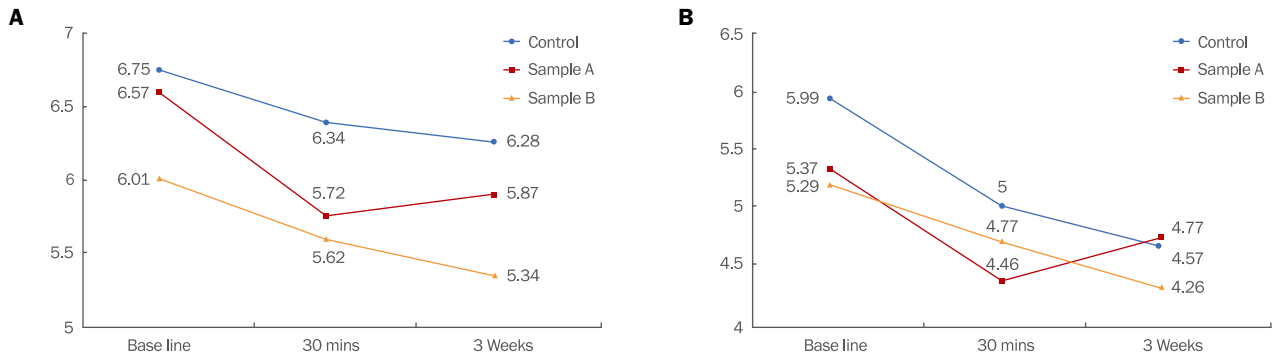 A
7
6.5
6
5.5
5
6.75
6.57
6.01
6.34
5.72
5.62
6.28
5.87
5.34
Control
Sample A
Sample B
Base line
30 mins
3 Weeks
B
6.5
6
5.5
5
4.5
4
5.99
5.37
5.29
5
4.77
4.46
4.77
4.57
4.26
Control
Sample A
Sample B
Base line
30 mins
3 Weeks